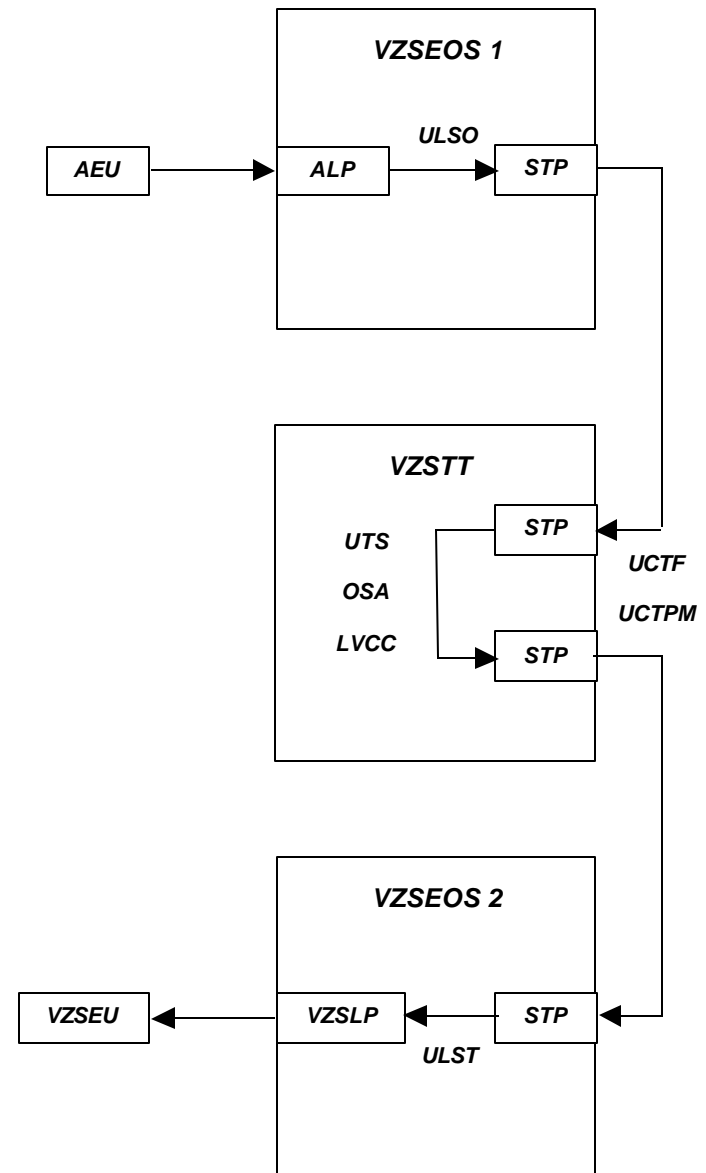 VZSEOS 1
ULSO
AEU
ALP
STP
VZSTT
STP
UTS
UCTF
OSA
UCTPM
LVCC
STP
VZSEOS 2
VZSEU
VZSLP
STP
ULST